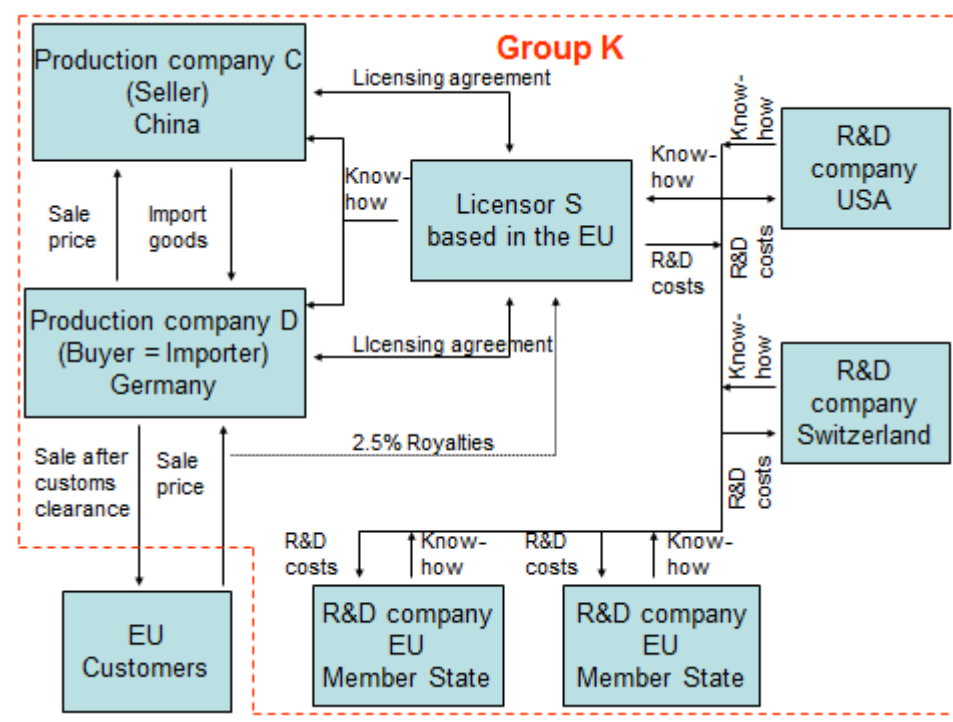 Group K
Production company C
(Seller)
China
Licensing agreement
Know-
how
R&D
company
USA
Know-
how
Know-
how
Licensor S
based in the EU
Sale
price
Import
goods
R&D
costs
R&D
costs
Production company D
(Buyer = Importer)
Germany
LIcensing agreement
Know-
how
R&D
company
Switzerland
2.5% Royalties
Sale after
customs
clearance
Sale
price
R&D
costs
R&D
costs
Know-
how
R&D
costs
Know-
how
EU
Customers
R&D company
EU
Member State
R&D company
EU
Member State